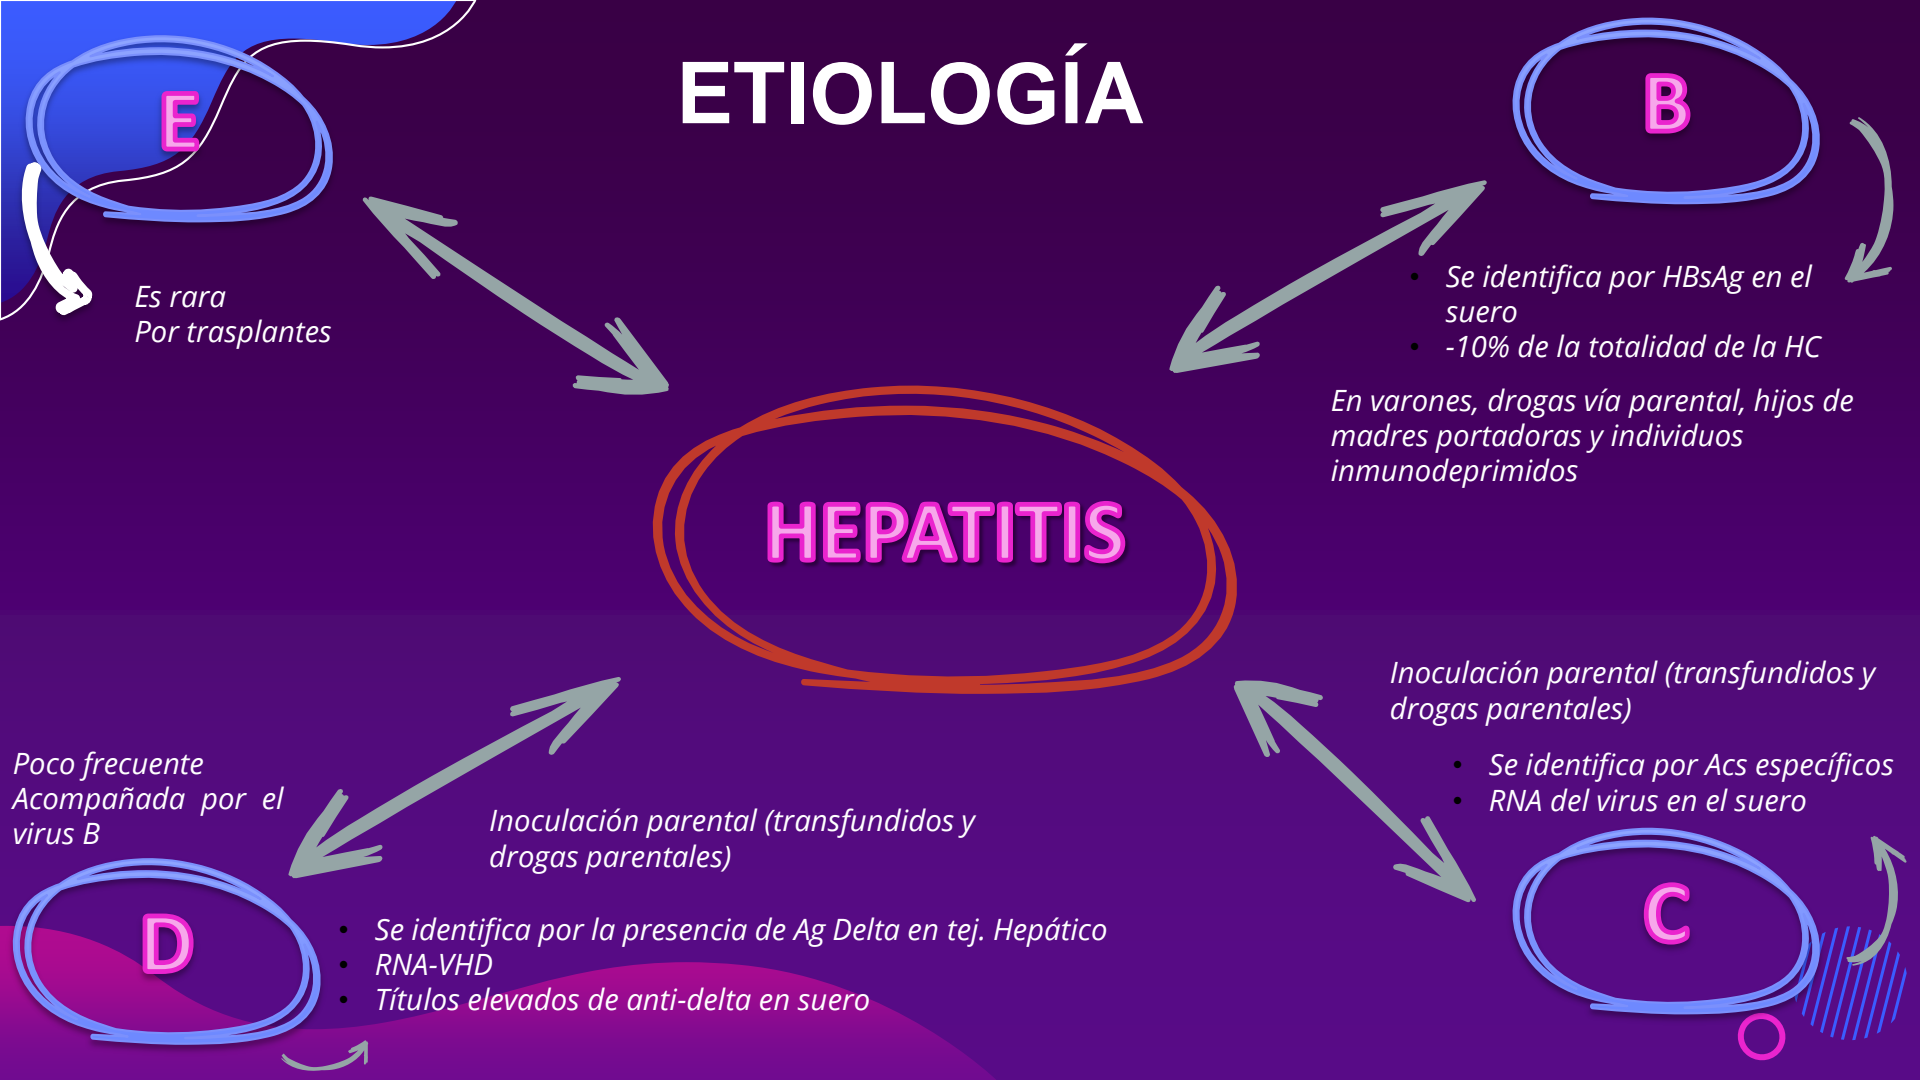 ETIOLOGÍA
E
Es rara
Por trasplantes
B
Se identifica por HBsAg en el
suero
-10% de la totalidad de la HC
En varones, drogas vía parental, hijos de
madres portadoras y individuos
inmunodeprimidos
HEPATITIS
Poco frecuente
Acompañada por el
virus B
D
Inoculación parental (transfundidos y
drogas parentales)
Se identifica por la presencia de Ag Delta en tej. Hepático
RNA-VHD
Títulos elevados de anti-delta en suero
Inoculación parental (transfundidos y
drogas parentales)
Se identifica por Acs específicos
RNA del virus en el suero
C